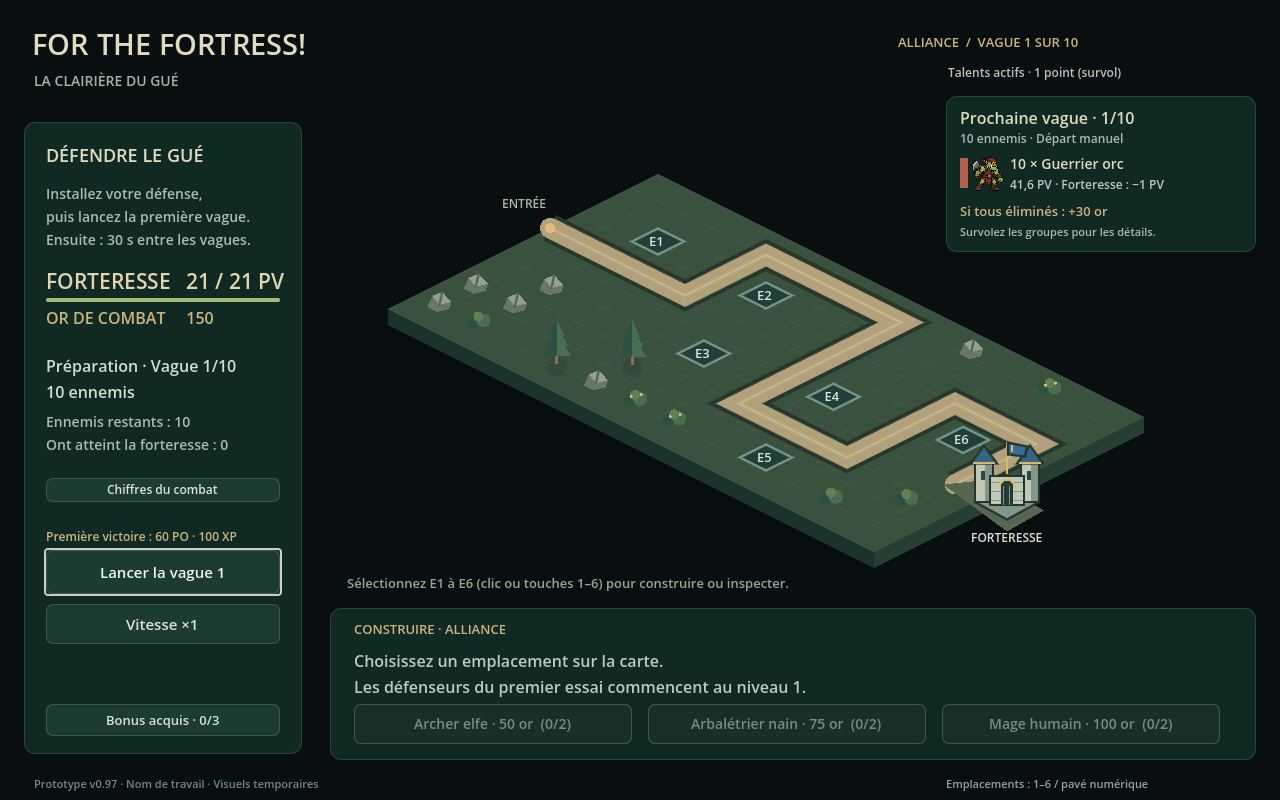 FOR THE FORTRESS!
LA CLAIRIÈRE DU GUÉ
ALLIANCE / VAGUE 1 SUR 10
Talents actifs · 1 point (survol)
Prochaine vague · 1/10
10 ennemis · Départ manuel
10 × Guerrier orc
41,6 PV · Forteresse : −1 PV
Si tous éliminés : +30 or
Survolez les groupes pour les détails.
DÉFENDRE LE GUÉ
Installez votre défense,
puis lancez la première vague.
Ensuite : 30 s entre les vagues.
FORTERESSE 21 / 21 PV
OR DE COMBAT 150
Préparation · Vague 1/10
10 ennemis
Ennemis restants : 10
Ont atteint la forteresse : 0
Chiffres du combat
Première victoire : 60 PO · 100 XP
Lancer la vague 1
Vitesse ×1
Bonus acquis · 0/3
ENTRÉE
E1
E2
E3
E4
E5
E6
FORTERESSE
Sélectionnez E1 à E6 (clic ou touches 1–6) pour construire ou inspecter.
CONSTRUIRE · ALLIANCE
Choisissez un emplacement sur la carte.
Les défenseurs du premier essai commencent au niveau 1.
Archer elfe · 50 or (0/2)
Arbalétrier nain · 75 or (0/2)
Mage humain · 100 or (0/2)
Prototype v0.97 · Nom de travail · Visuels temporaires
Emplacements : 1–6 / pavé numérique